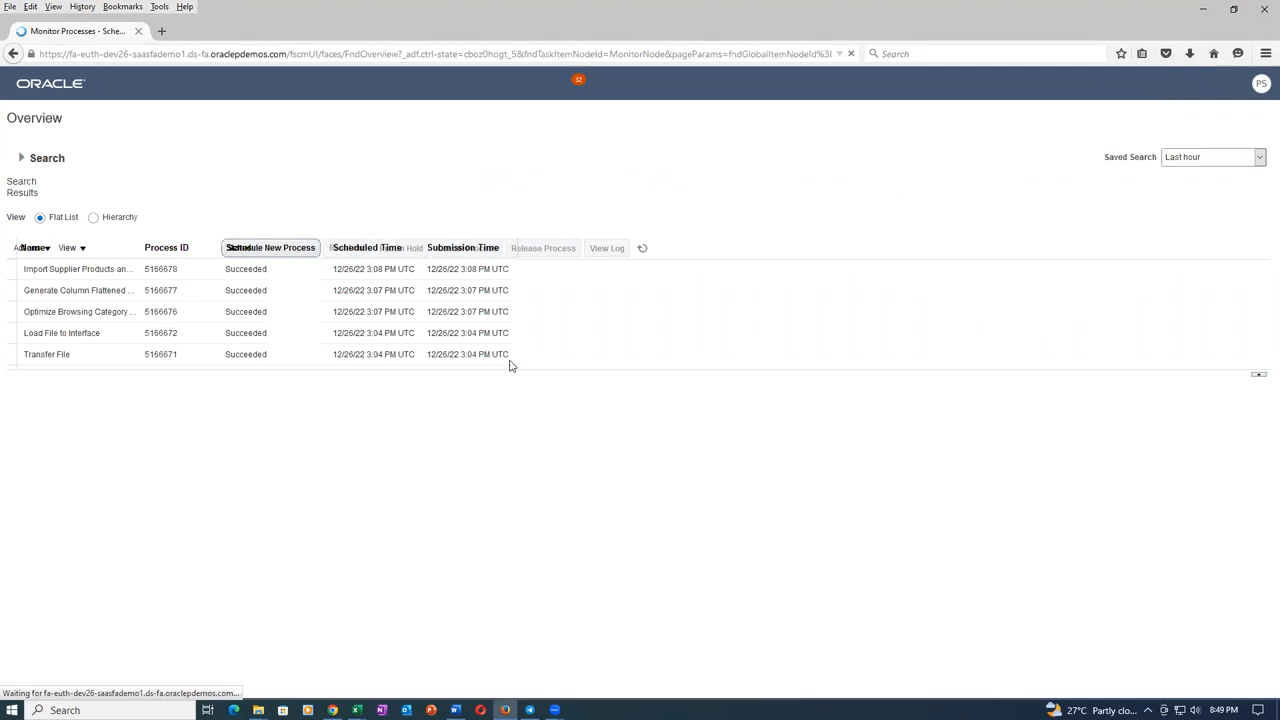 File Edit View History Bookmarks Tools Help
Monitor Processes - Sche...
https://fa-euth-dev26-saasfademo1.ds-fa.oraclepdemos.com/fscmUI/faces/FndOverview?_adf.ctrl-state=cboz0hogt_5&fndTaskItemNodeId=MonitorNode&pageParams=fndGlobalItemNodeId%3I Search
ORACLE 32 PS
Overview
Search Saved Search Last hour
Search
Results
View Flat List Hierarchy
Name View Process ID Schedule New Process Scheduled Time Hold Submission Time Release Process View Log
Import Supplier Products an... 5166678 Succeeded 12/26/22 3:08 PM UTC 12/26/22 3:08 PM UTC
Generate Column Flattened ... 5166677 Succeeded 12/26/22 3:07 PM UTC 12/26/22 3:07 PM UTC
Optimize Browsing Category ... 5166676 Succeeded 12/26/22 3:07 PM UTC 12/26/22 3:07 PM UTC
Load File to Interface 5166672 Succeeded 12/26/22 3:04 PM UTC 12/26/22 3:04 PM UTC
Transfer File 5166671 Succeeded 12/26/22 3:04 PM UTC 12/26/22 3:04 PM UTC
Waiting for fa-euth-dev26-saasfademo1.ds-fa.oraclepdemos.com...
Search 27°C Partly clo... 8:49 PM